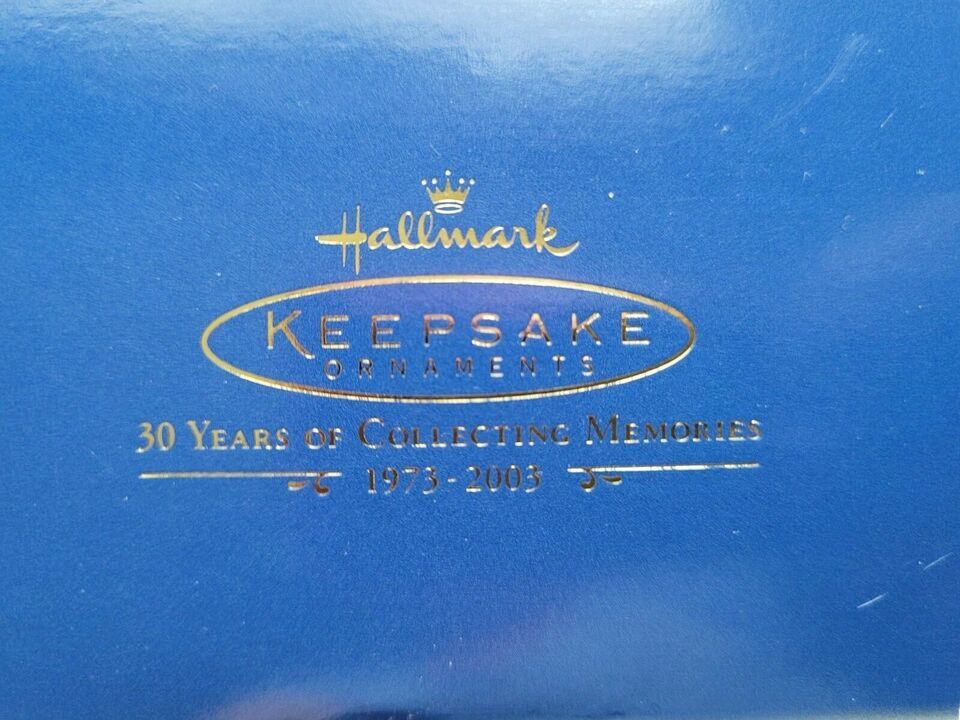 Hallmark
KEEPSAKE
ORNAMENTS
30 YEARS OF COLLECTING MEMORIES
1973-2003